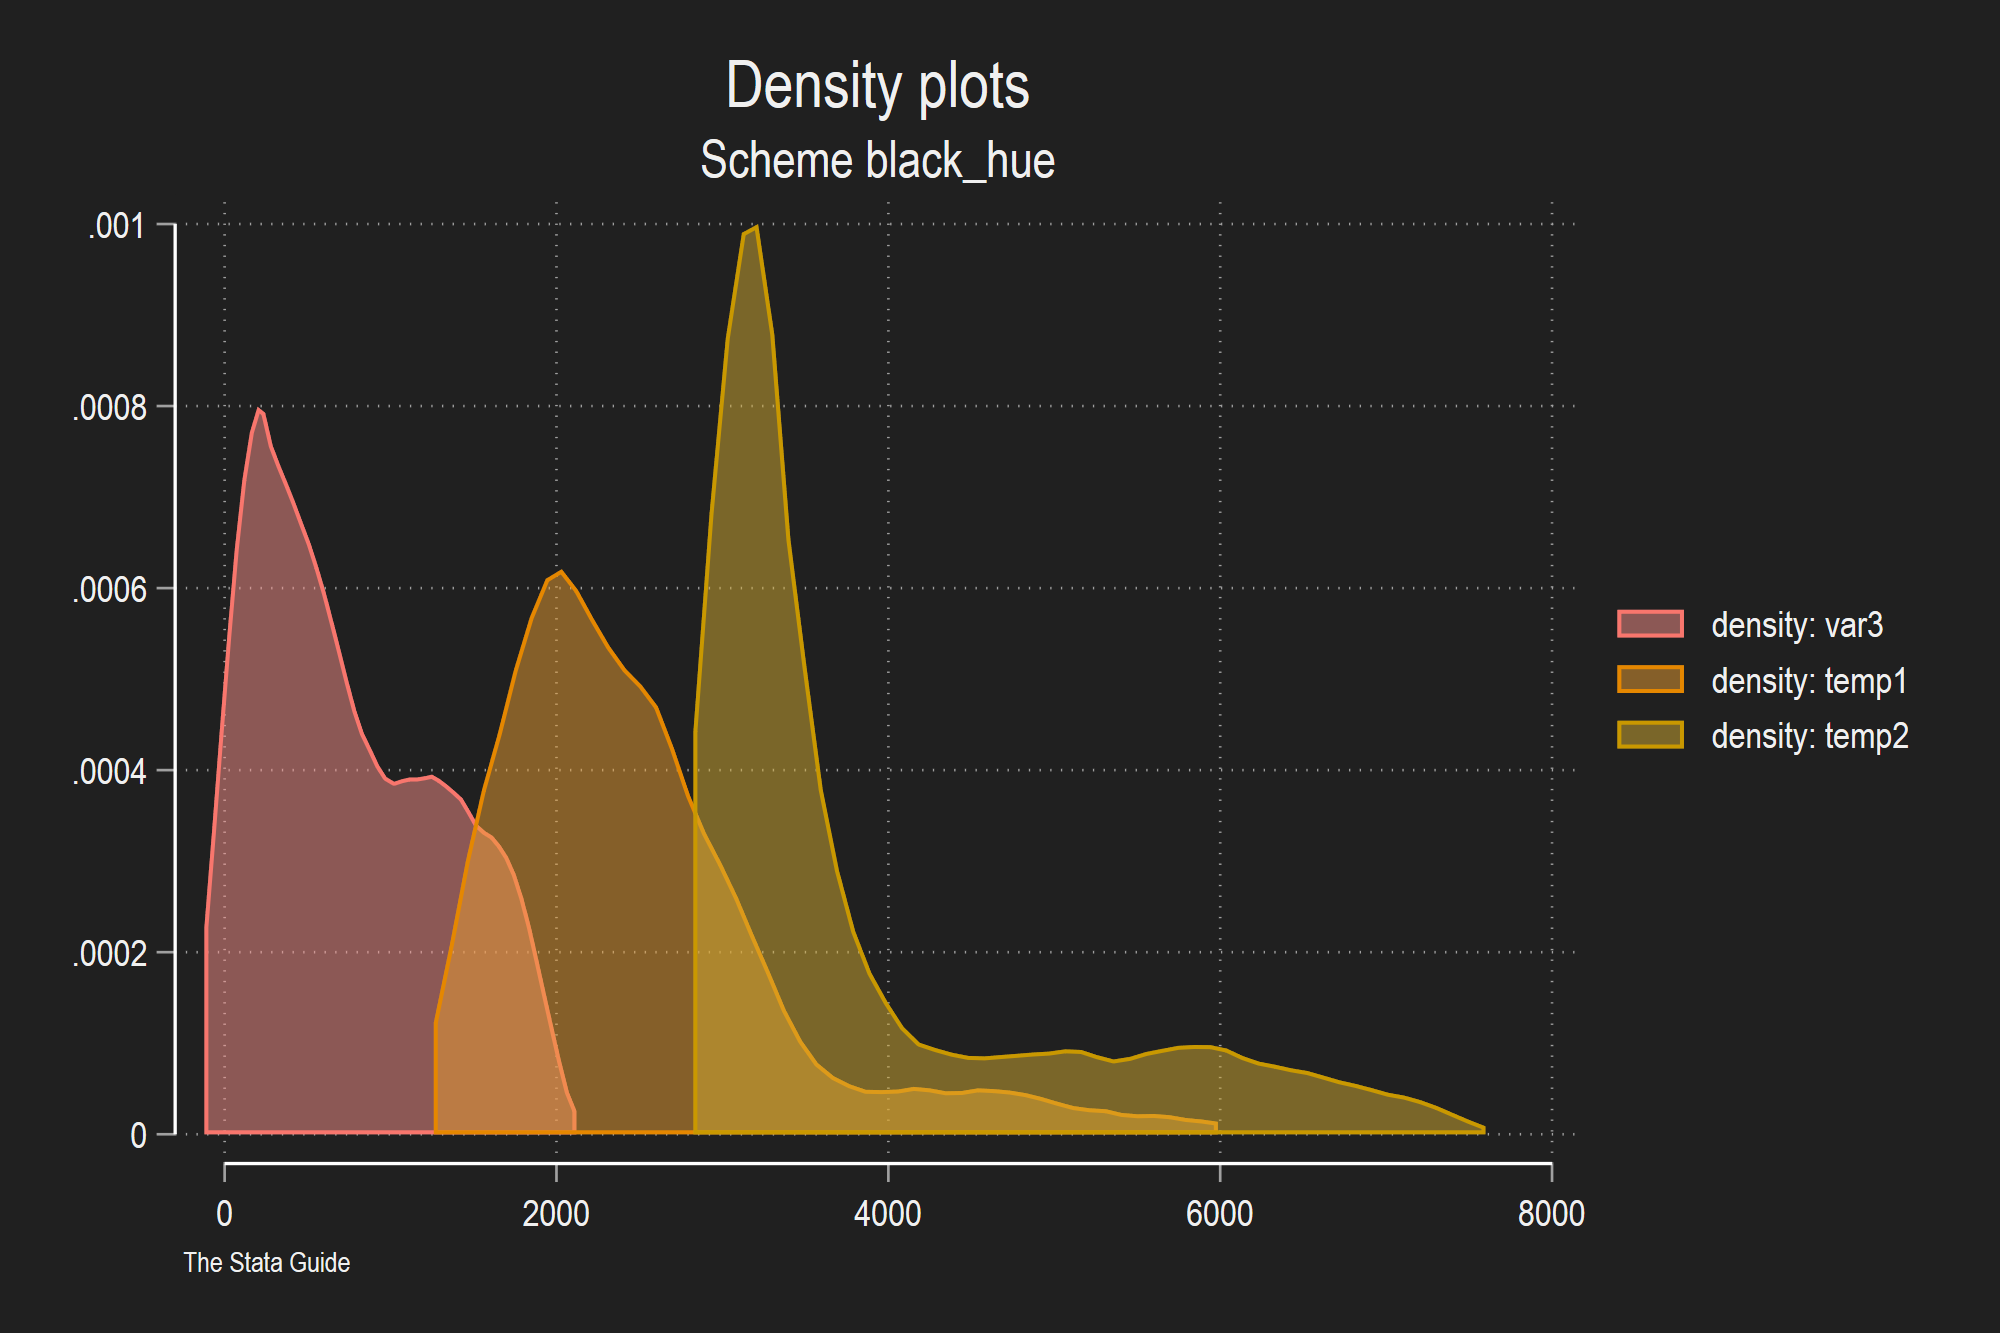 Density plots
Scheme black_hue
.001
.0008
.0006
.0004
.0002
0
0 2000 4000 6000 8000
density: var3
density: temp1
density: temp2
The Stata Guide